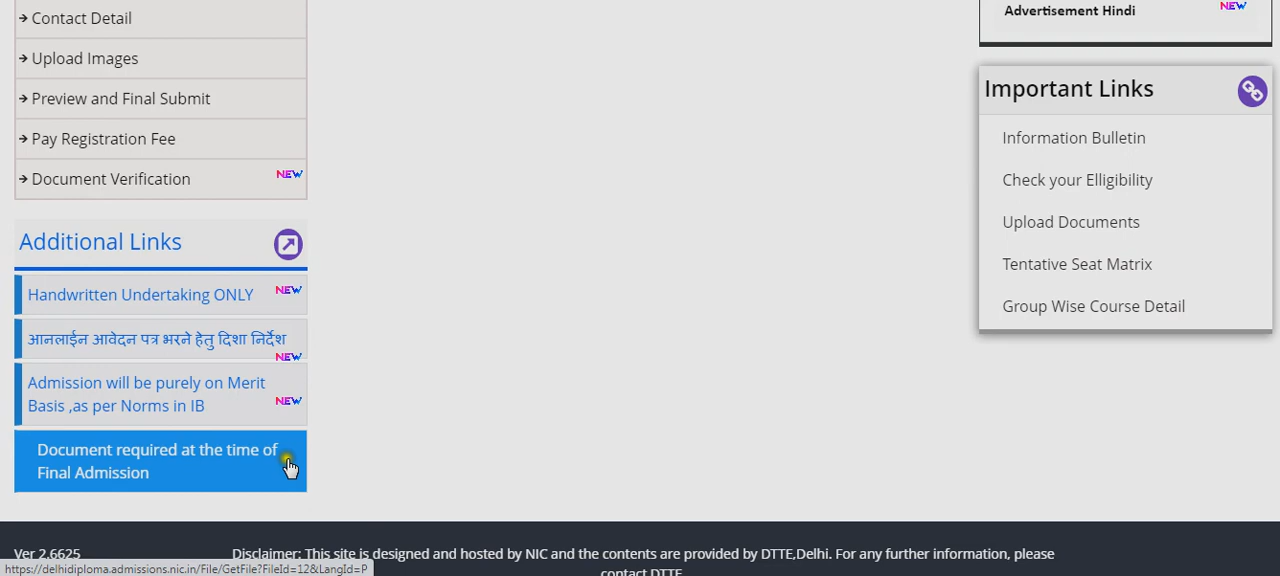 → Contact Detail
→ Upload Images
→ Preview and Final Submit
→ Pay Registration Fee
→ Document Verification NEW
Additional Links
Handwritten Undertaking ONLY NEW
आनलाईन आवेदन पत्र भरने हेतु दिशा निर्देश
NEW
Admission will be purely on Merit
Basis ,as per Norms in IB NEW
Document required at the time of
Final Admission
Advertisement Hindi NEW
Important Links
Information Bulletin
Check your Elligibility
Upload Documents
Tentative Seat Matrix
Group Wise Course Detail
Ver 2.6625
Disclaimer: This site is designed and hosted by NIC and the contents are provided by DTTE,Delhi. For any further information, please
contact DTTE
https://delhidiploma.admissions.nic.in/File/GetFile?FileId=12&LangId=P